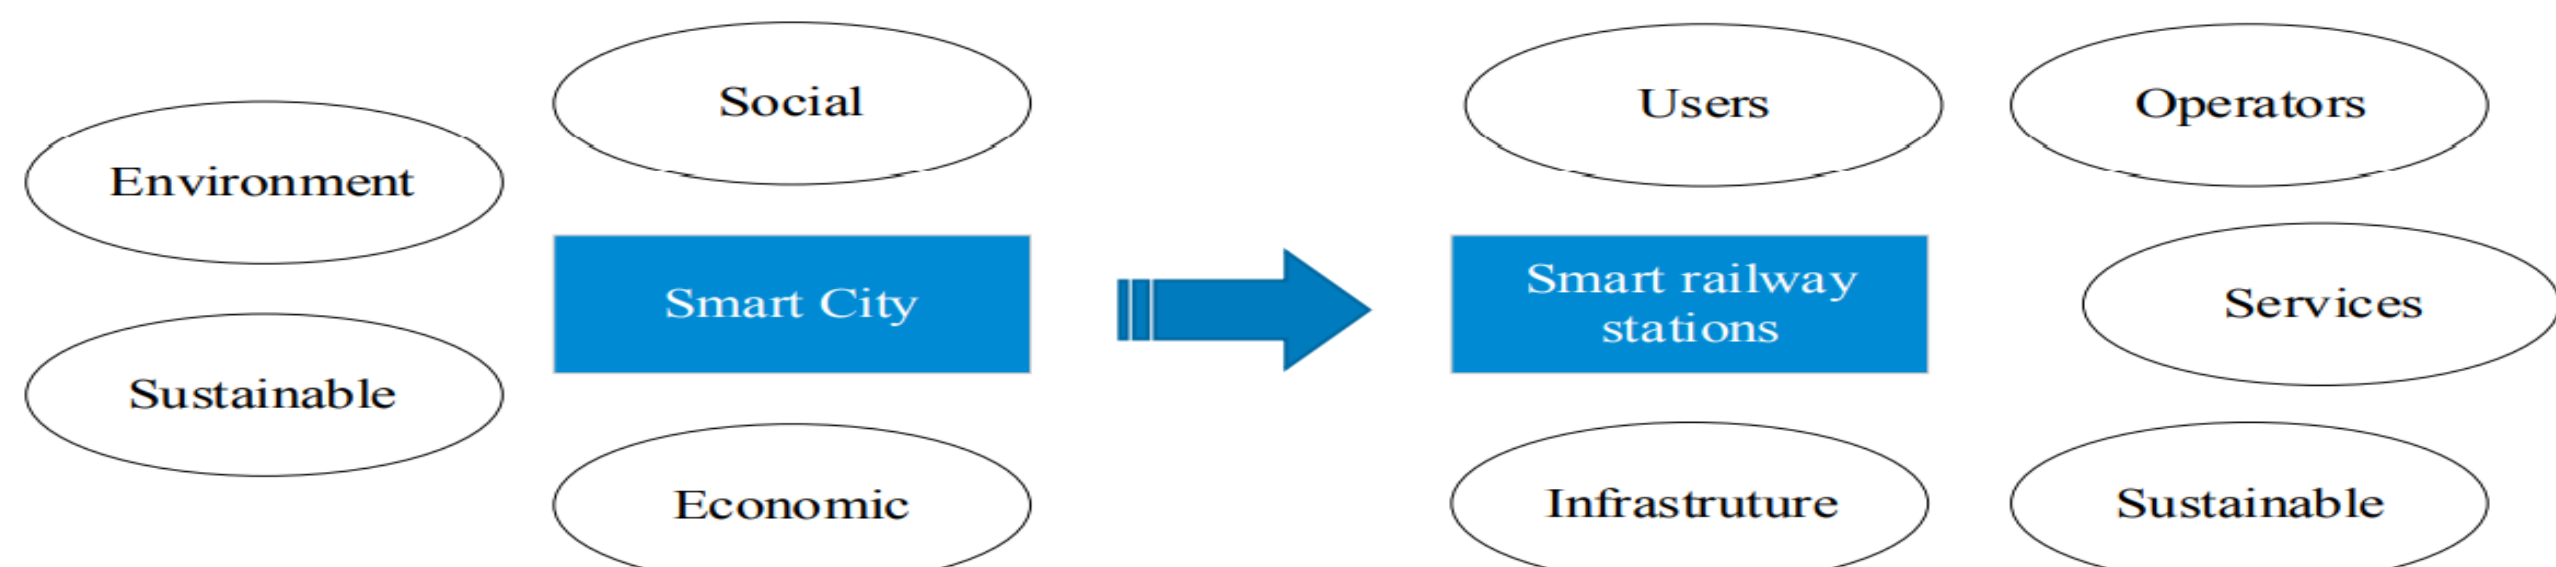 Social
Environment
Smart City
Sustainable
Economic
Users
Operators
Smart railway
stations
Services
Infrastruture
Sustainable